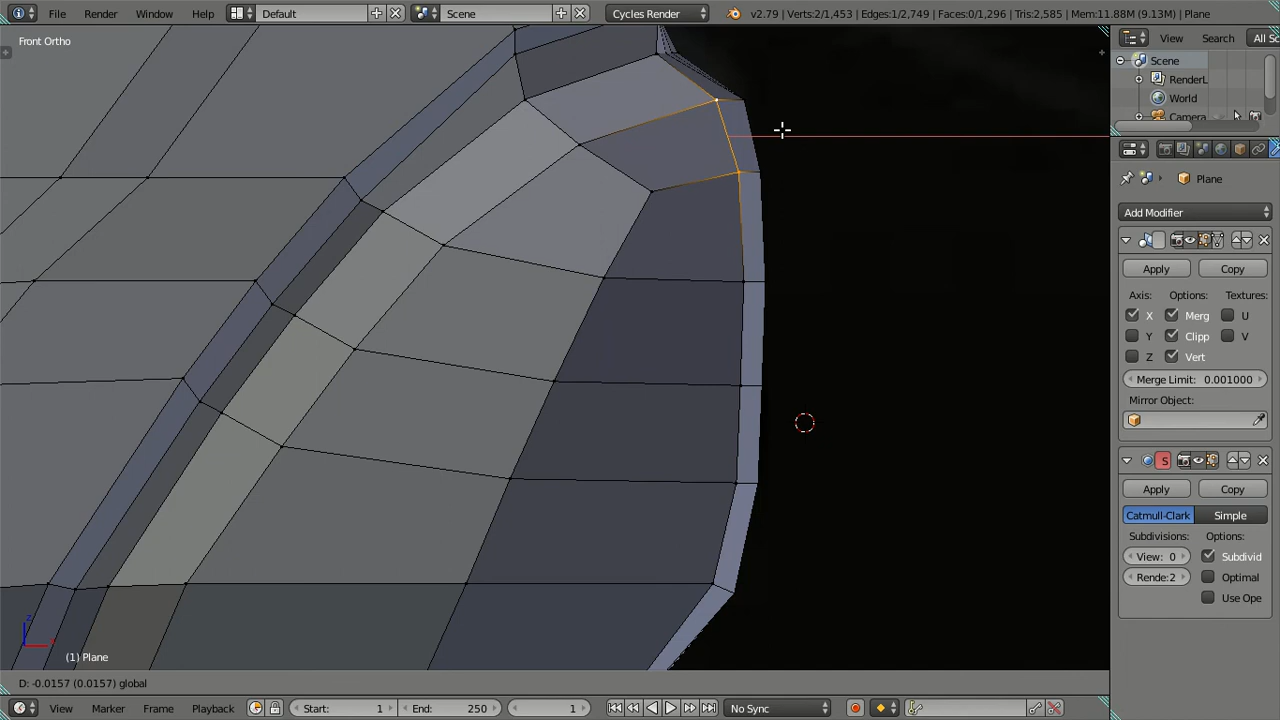 File Render Window Help Default Scene Cycles Render v2.79 | Verts:2/1,453 | Edges:1/2,749 | Faces:0/1,296 | Tris:2,585 | Mem:11.88M (9.13M) | Plane
Front Ortho
View Search All Sc
Scene
RenderL
World
Camera
Plane
Add Modifier
Apply Copy
Axis: Options: Textures:
X Merg U
Y Clipp V
Z Vert
Merge Limit: 0.001000
Mirror Object:
S
Apply Copy
Catmull-Clark Simple
Subdivisions: Options:
View: 0 Subdivid
Rende:2 Optimal
Use Ope
z
(1) Plane
D: -0.0157 (0.0157) global
View Marker Frame Playback Start: 1 End: 250 1 No Sync